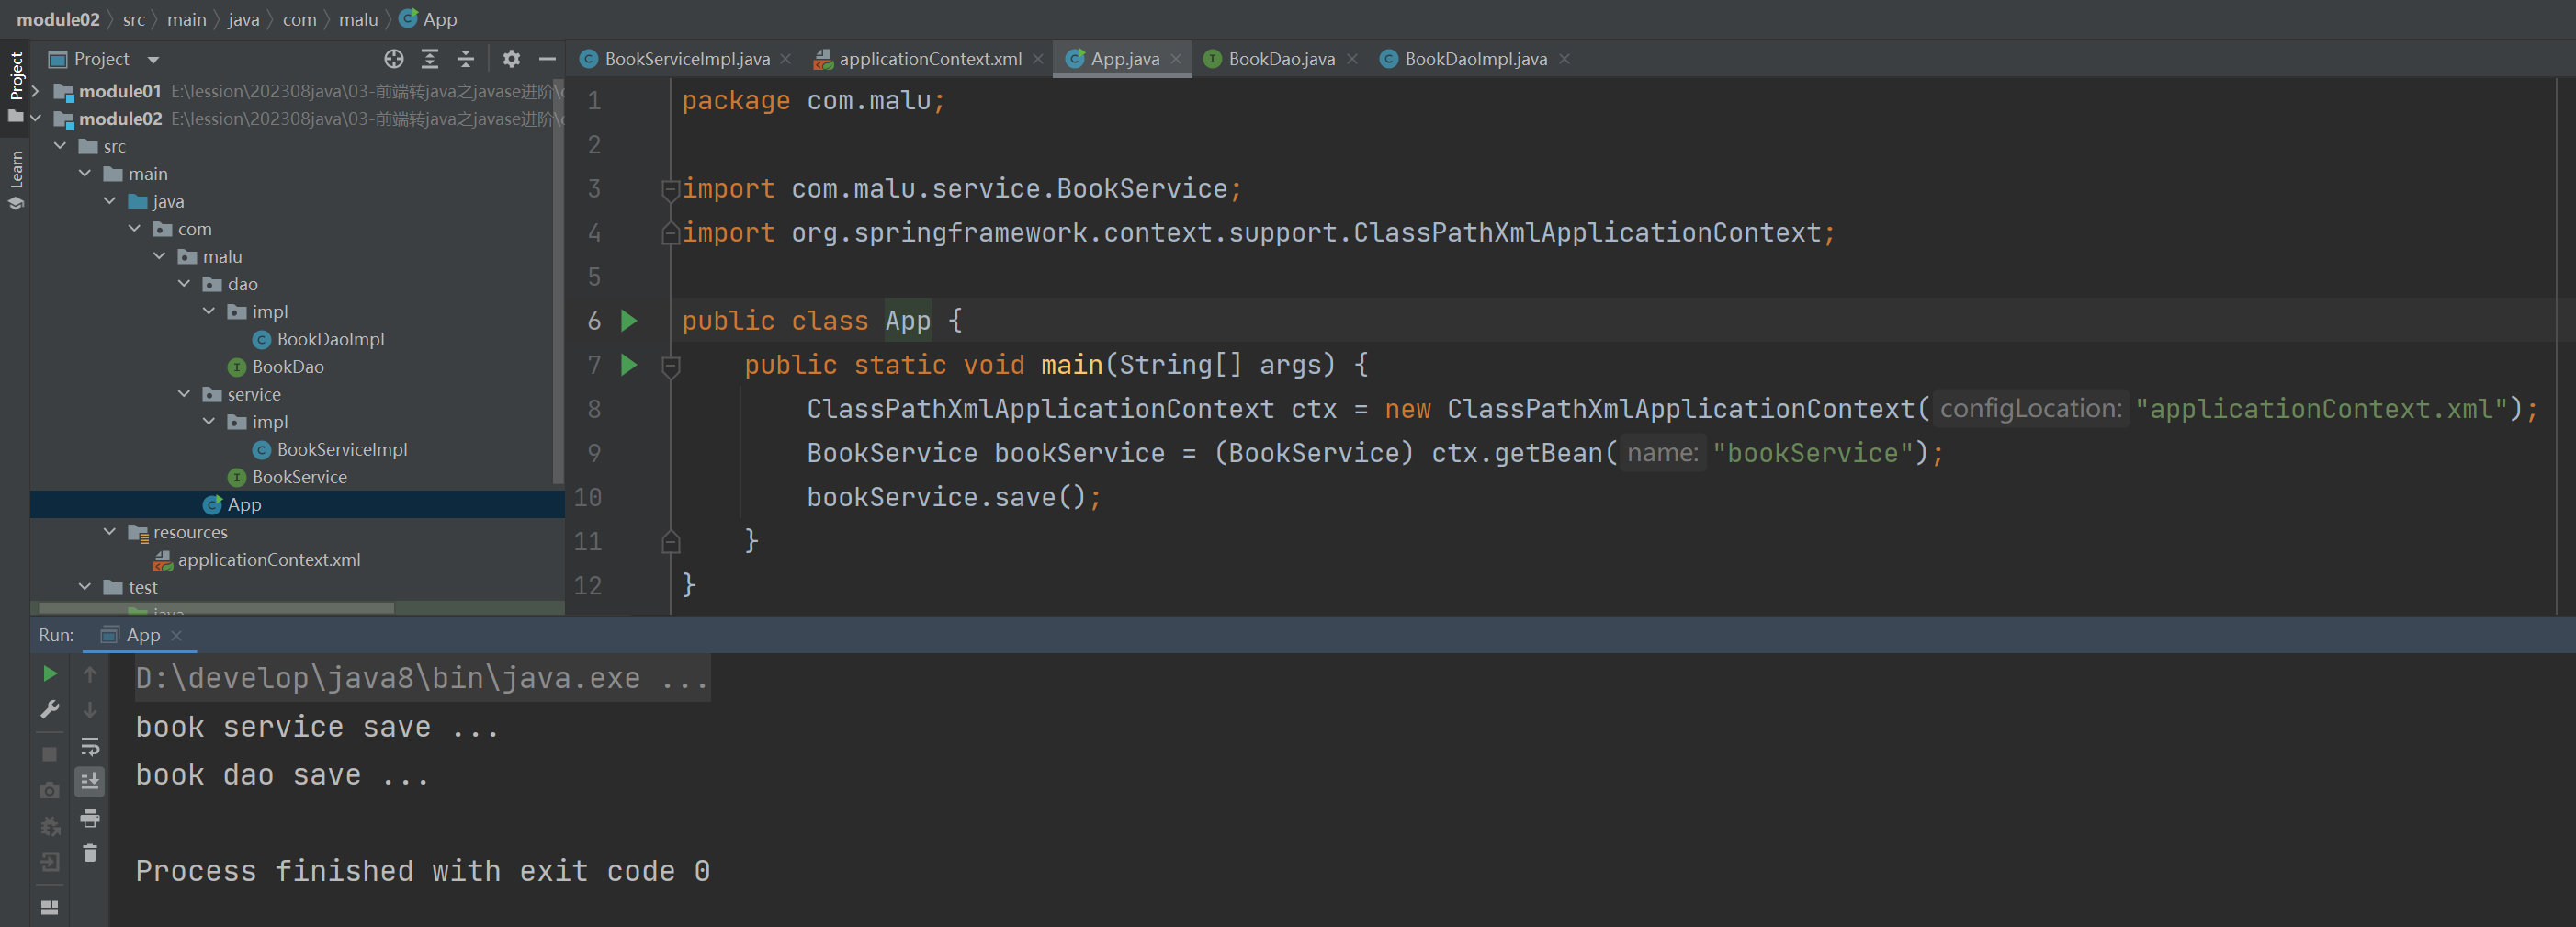 module02 src main java com malu App
Project
Learn
Project
module01 E:\lession\202308java\03-前端转java之javase进阶\
module02 E:\lession\202308java\03-前端转java之javase进阶\
src
main
java
com
malu
dao
impl
BookDaoImpl
BookDao
service
impl
BookServiceImpl
BookService
App
resources
applicationContext.xml
test
java
BookServiceImpl.java applicationContext.xml App.java BookDao.java BookDaoImpl.java
1 package com.malu;
2
3 import com.malu.service.BookService;
4 import org.springframework.context.support.ClassPathXmlApplicationContext;
5
6 public class App {
7 public static void main(String[] args) {
8 ClassPathXmlApplicationContext ctx = new ClassPathXmlApplicationContext( configLocation: "applicationContext.xml");
9 BookService bookService = (BookService) ctx.getBean( name: "bookService");
10 bookService.save();
11 }
12 }
Run: App
D:\develop\java8\bin\java.exe ...
book service save ...
book dao save ...
Process finished with exit code 0